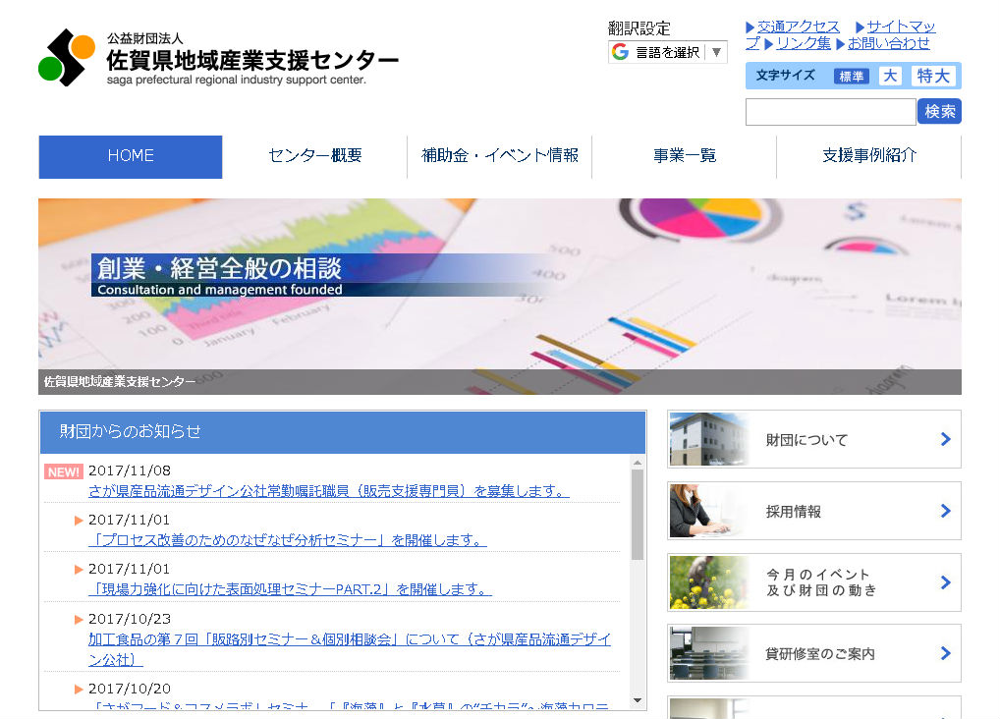 公益財団法人
佐賀県地域産業支援センター
saga prefectural regional industry support center.
翻訳設定
言語を選択 ▼
交通アクセス サイトマッ
プ リンク集 お問い合わせ
文字サイズ 標準 大 特大
検索
HOME センター概要 補助金・イベント情報 事業一覧 支援事例紹介
創業・経営全般の相談
Consultation and management founded
佐賀県地域産業支援センター
財団からのお知らせ
NEW! 2017/11/08
さが県産品流通デザイン公社常勤嘱託職員（販売支援専門員）を募集します。
2017/11/01
「プロセス改善のためのなぜなぜ分析セミナー」を開催します。
2017/11/01
「現場力強化に向けた表面処理セミナーPART.2」を開催します。
2017/10/23
加工食品の第７回「販路別セミナー＆個別相談会」について（さが県産品流通デザイ
ン公社）
2017/10/20
財団について
採用情報
今月のイベント
及び財団の動き
貸研修室のご案内